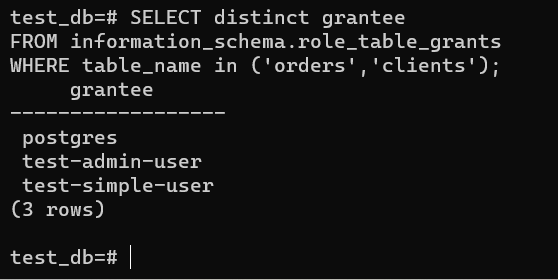 test_db=# SELECT distinct grantee
FROM information_schema.role_table_grants
WHERE table_name in ('orders','clients');
     grantee
------------------
 postgres
 test-admin-user
 test-simple-user
(3 rows)

test_db=#